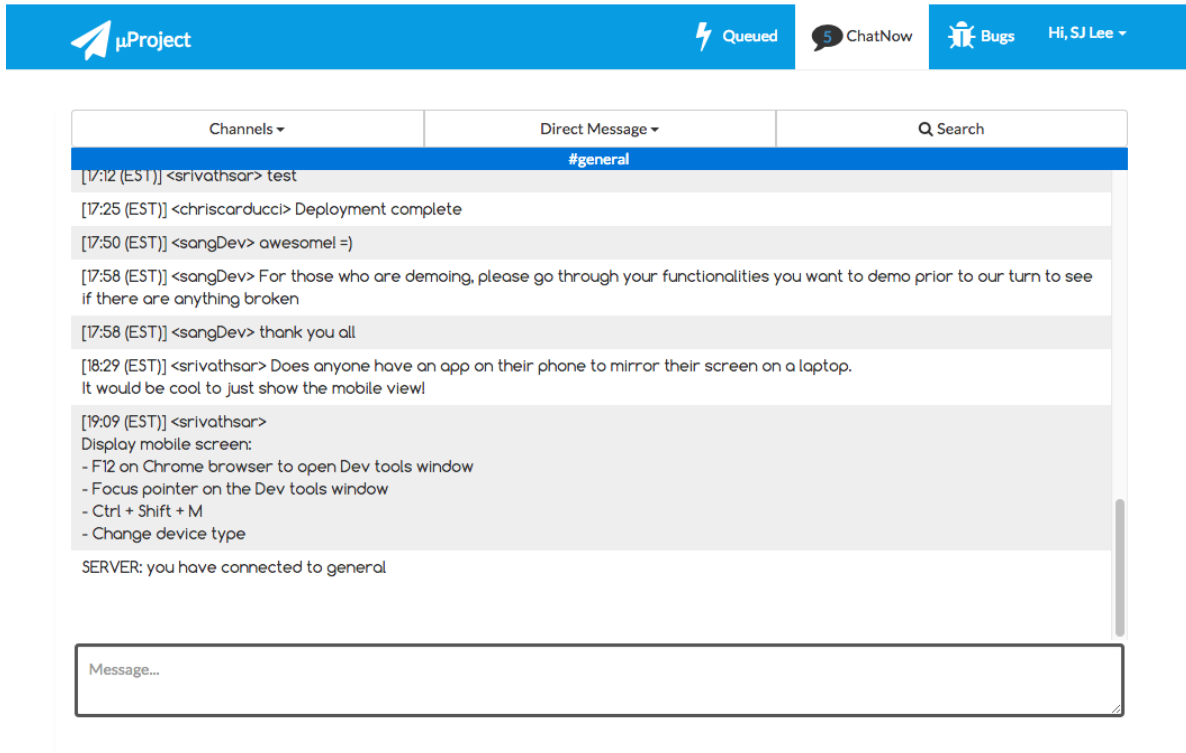 µProject
Queued
5 ChatNow
Bugs
Hi, SJ Lee
Channels
Direct Message
Search
#general
[17:12 (EST)] <srivathsar> test
[17:25 (EST)] <chriscarducci> Deployment complete
[17:50 (EST)] <sangDev> awesome! =)
[17:58 (EST)] <sangDev> For those who are demoing, please go through your functionalities you want to demo prior to our turn to see
if there are anything broken
[17:58 (EST)] <sangDev> thank you all
[18:29 (EST)] <srivathsar> Does anyone have an app on their phone to mirror their screen on a laptop.
It would be cool to just show the mobile view!
[19:09 (EST)] <srivathsar>
Display mobile screen:
- F12 on Chrome browser to open Dev tools window
- Focus pointer on the Dev tools window
- Ctrl + Shift + M
- Change device type
SERVER: you have connected to general
Message...